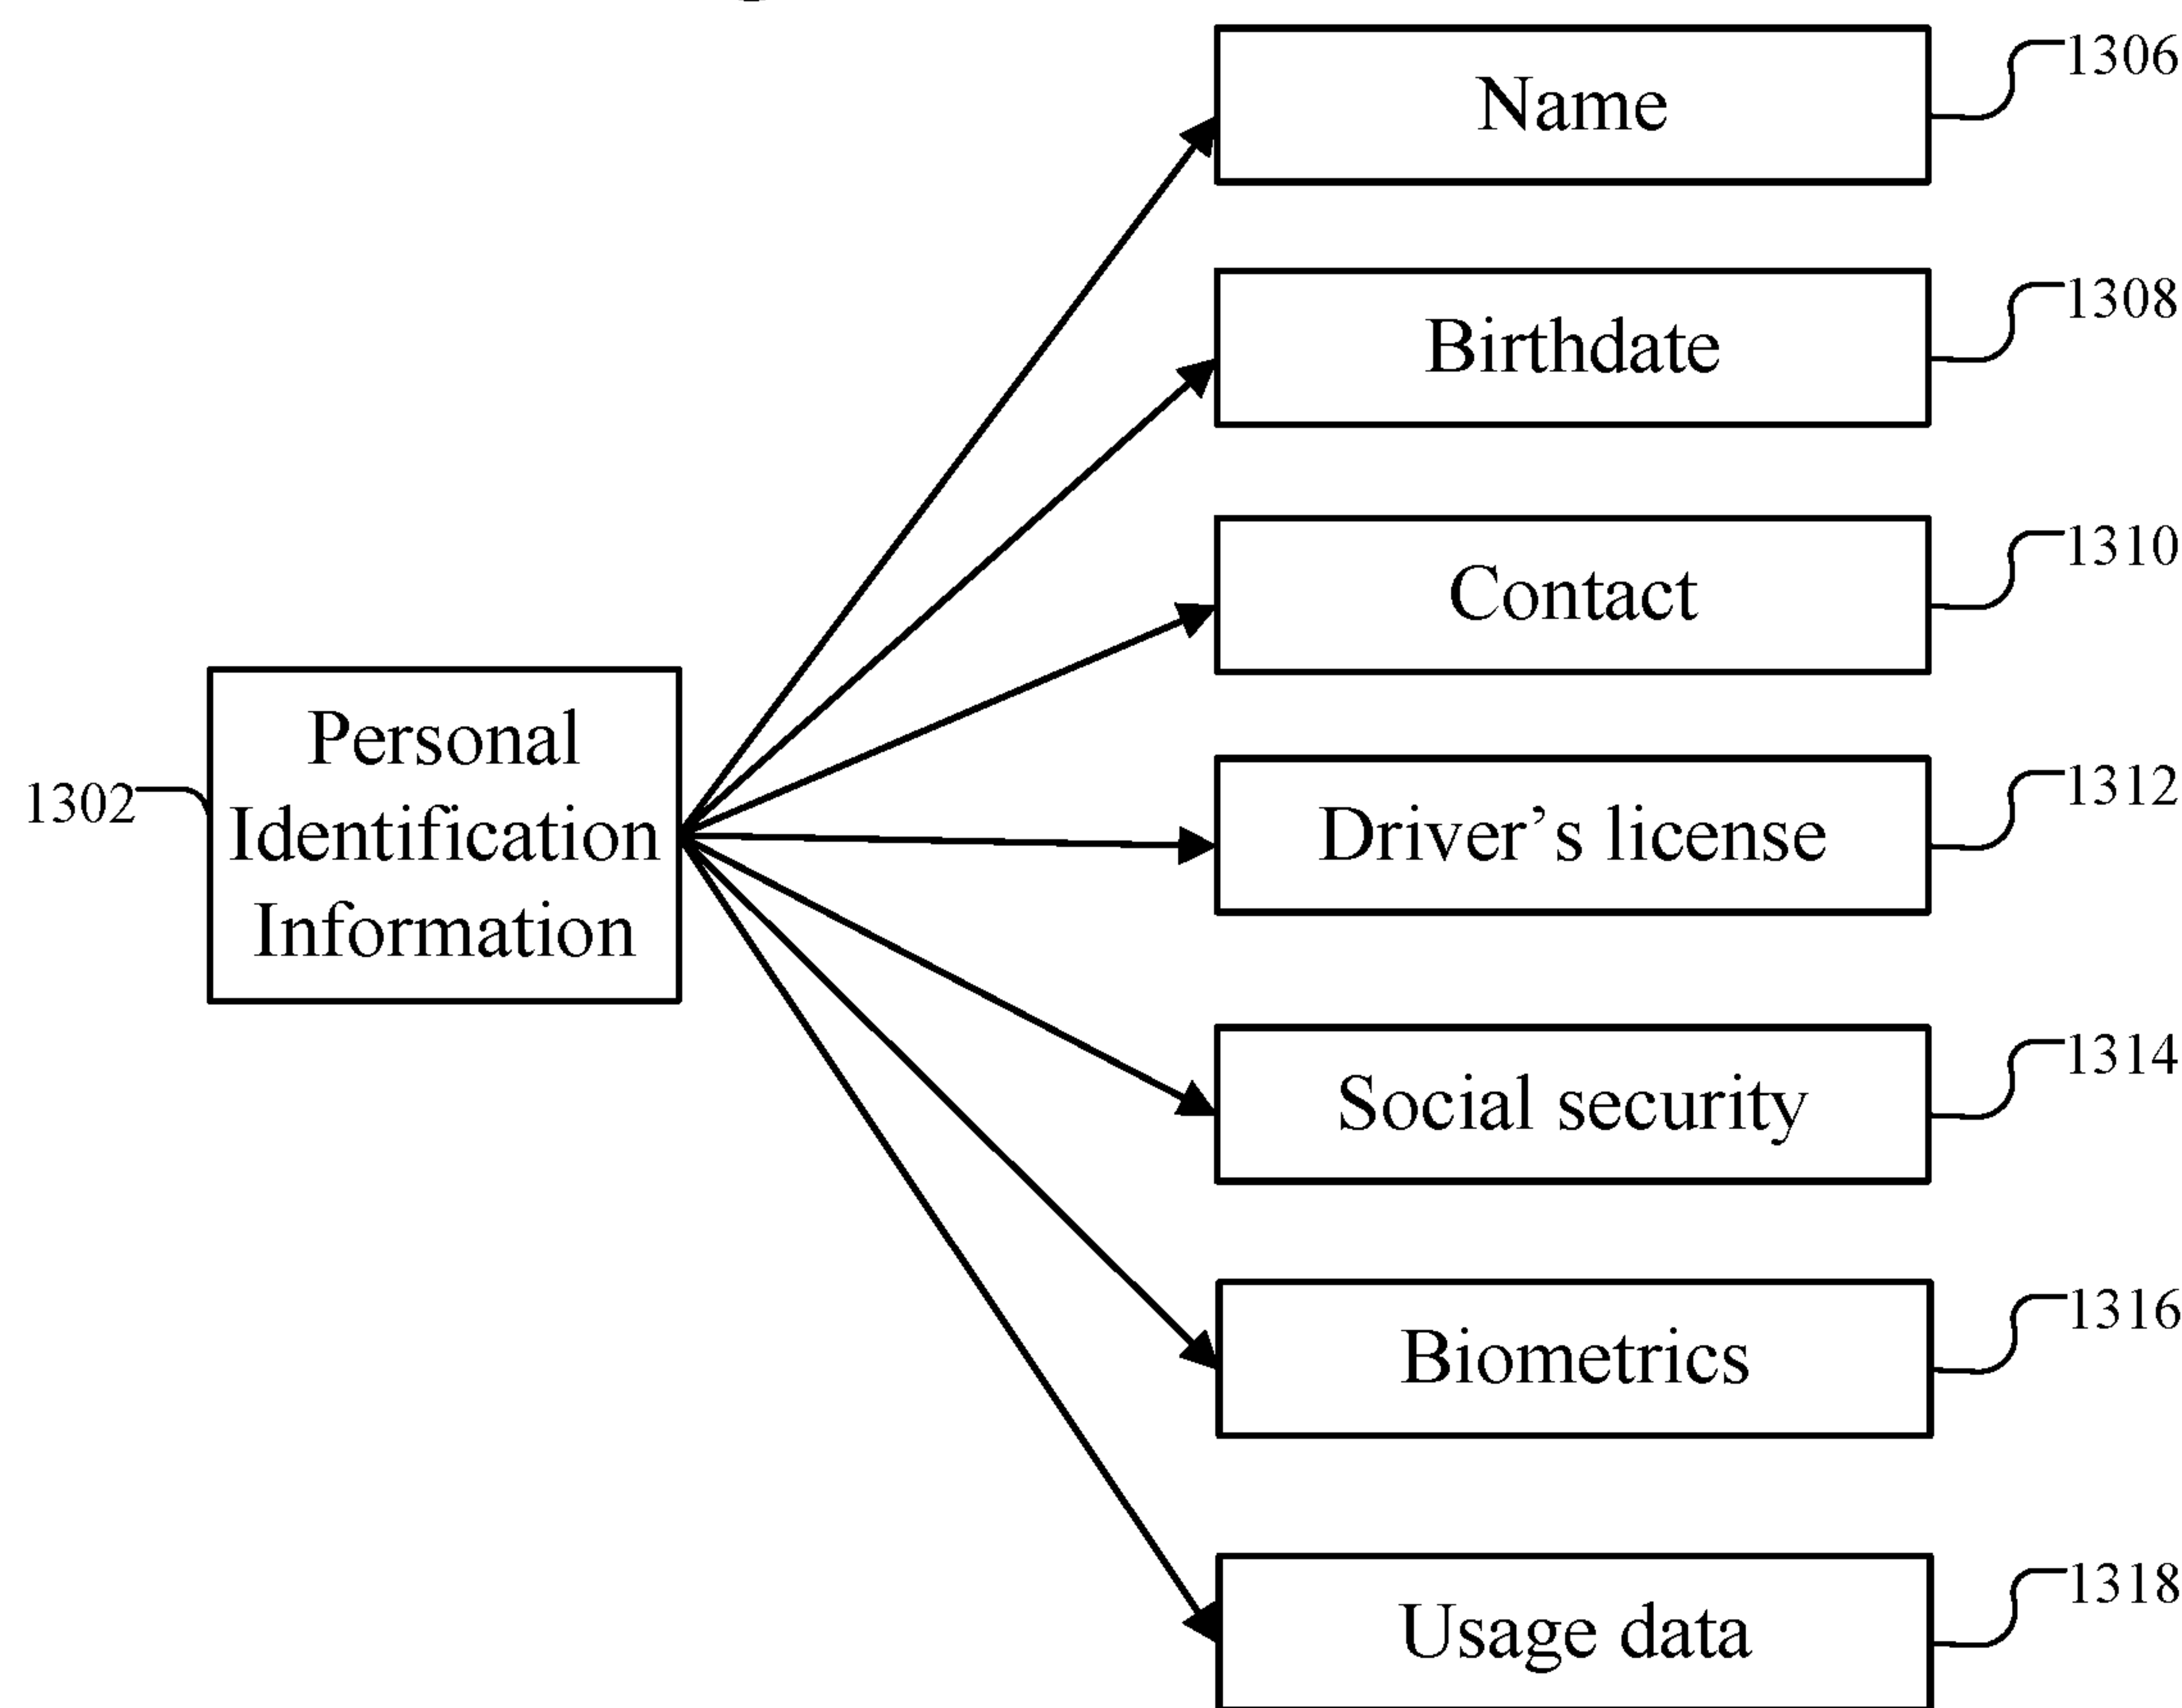 Name
1306
Birthdate
1308
Contact
1310
Personal
Identification
Information
1302
Driver’s license
1312
Social security
1314
Biometrics
1316
Usage data
1318